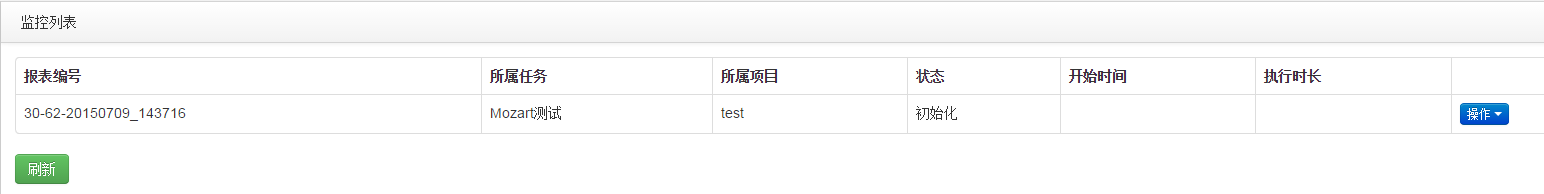 监控列表
报表编号 所属任务 所属项目 状态 开始时间 执行时长
30-62-20150709_143716 Mozart测试 test 初始化 操作
刷新